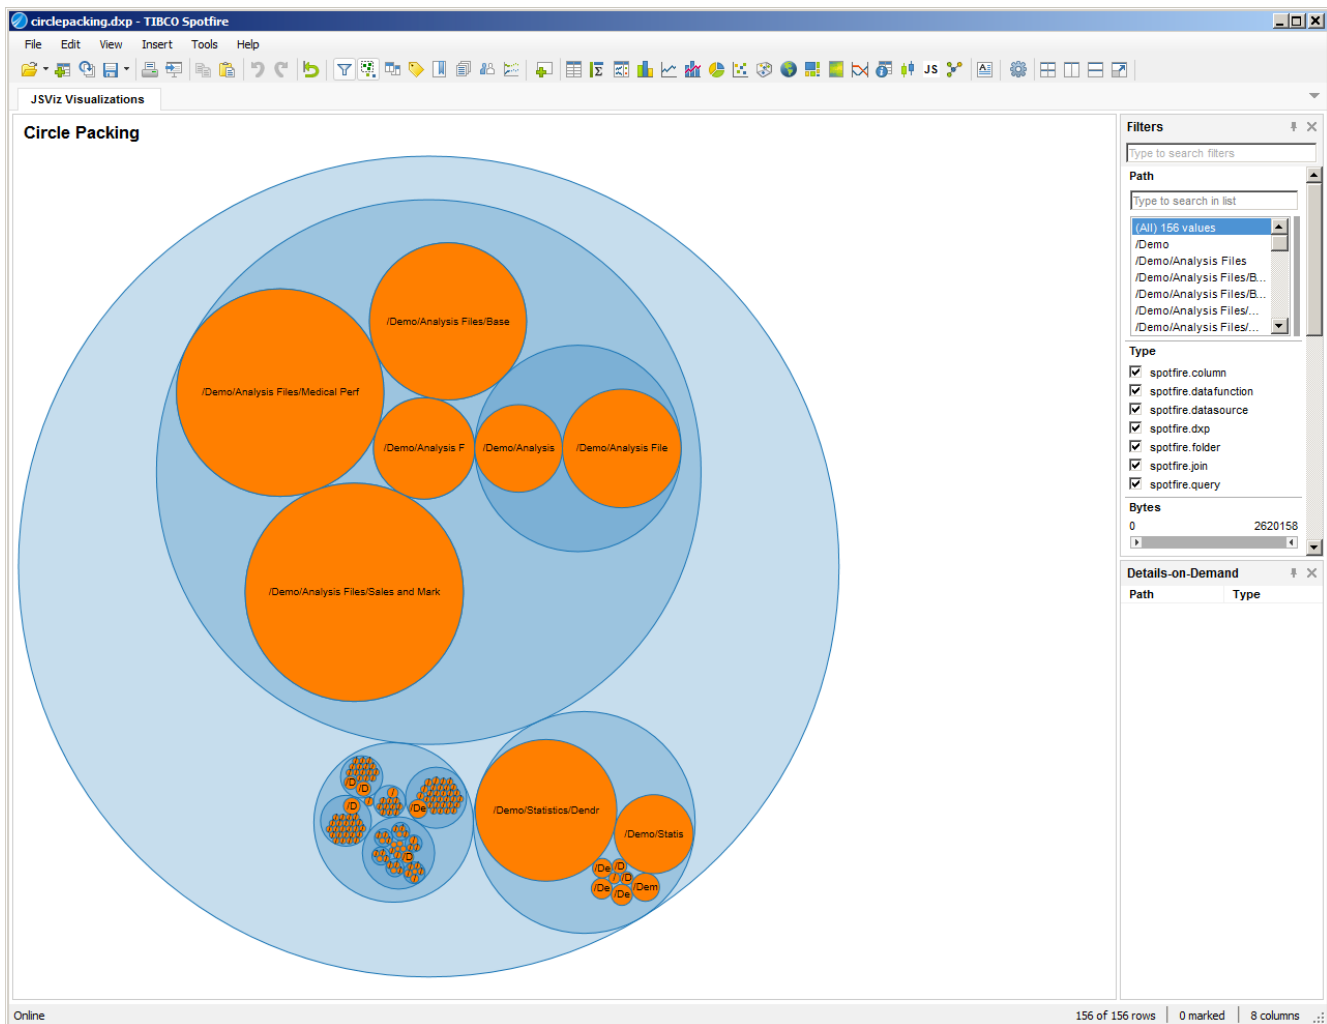 circlepacking.dxp - TIBCO Spotfire
File Edit View Insert Tools Help
JS
JSViz Visualizations
Circle Packing
/Demo/Analysis Files/Base
/Demo/Analysis Files/Medical Perf
/Demo/Analysis F
/Demo/Analysis
/Demo/Analysis File
/Demo/Analysis Files/Sales and Mark
/D
/D
/D
/De
/D
/Demo/Statistics/Dendr
/Demo/Statis
/De
/D
/D
/De
/De
/Dem
Filters
Type to search filters
Path
Type to search in list
(All) 156 values
/Demo
/Demo/Analysis Files
/Demo/Analysis Files/B...
/Demo/Analysis Files/B...
/Demo/Analysis Files/...
/Demo/Analysis Files/...
Type
spotfire.column
spotfire.datafunction
spotfire.datasource
spotfire.dxp
spotfire.folder
spotfire.join
spotfire.query
Bytes
0 2620158
Details-on-Demand
Path Type
Online
156 of 156 rows 0 marked 8 columns